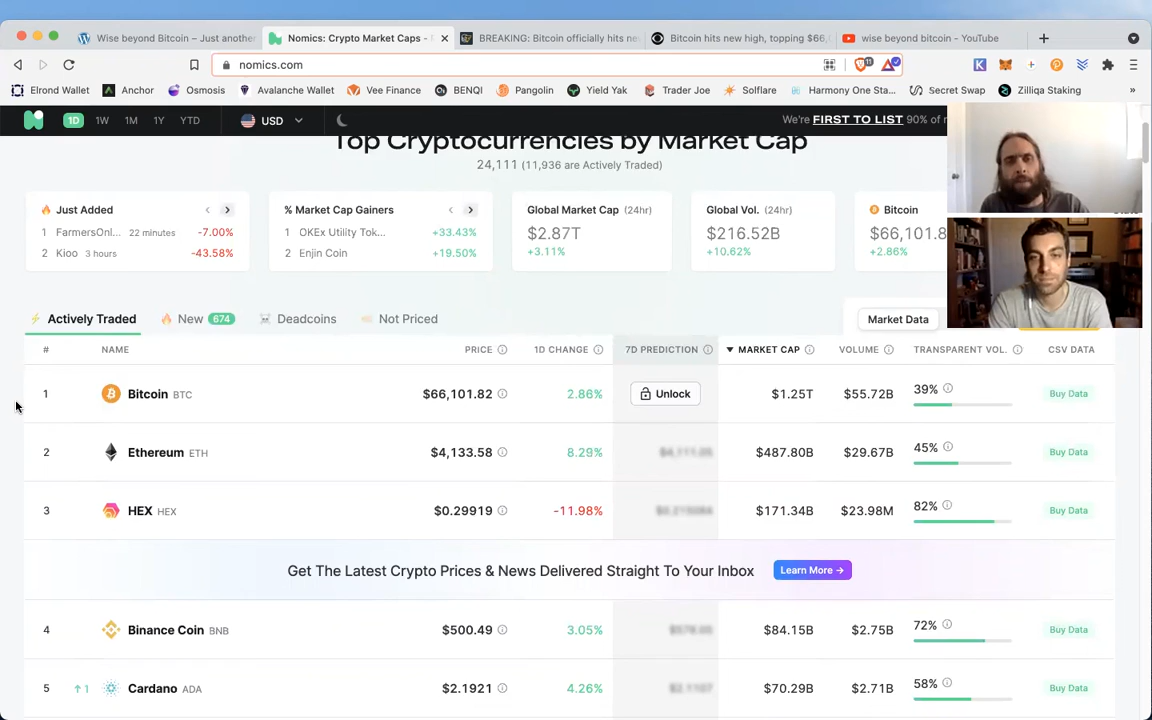 Wise beyond Bitcoin – Just anothe
Nomics: Crypto Market Caps -
BREAKING: Bitcoin officially hits ne
Bitcoin hits new high, topping $66,
wise beyond bitcoin - YouTube
nomics.com
11
Elrond Wallet
Anchor
Osmosis
Avalanche Wallet
Vee Finance
BENQI
Pangolin
Yield Yak
Trader Joe
Solflare
Harmony One Sta...
Secret Swap
Zilliqa Staking
1D 1W 1M 1Y YTD
USD
We're FIRST TO LIST 90% of
Top Cryptocurrencies by Market Cap
24,111 (11,936 are Actively Traded)
Just Added
1 FarmersOnl... 22 minutes -7.00%
2 Kioo 3 hours -43.58%
% Market Cap Gainers
1 OKEx Utility Tok... +33.43%
2 Enjin Coin +19.50%
Global Market Cap (24hr)
$2.87T
+3.11%
Global Vol. (24hr)
$216.52B
+10.62%
Bitcoin
$66,101.8
+2.86%
Actively Traded
New 674
Deadcoins
Not Priced
Market Data
# NAME PRICE 1D CHANGE 7D PREDICTION MARKET CAP VOLUME TRANSPARENT VOL. CSV DATA
1 Bitcoin BTC $66,101.82 2.86% Unlock $1.25T $55.72B 39% Buy Data
2 Ethereum ETH $4,133.58 8.29% $487.80B $29.67B 45% Buy Data
3 HEX HEX $0.29919 -11.98% $171.34B $23.98M 82% Buy Data
Get The Latest Crypto Prices & News Delivered Straight To Your Inbox Learn More →
4 Binance Coin BNB $500.49 3.05% $84.15B $2.75B 72% Buy Data
5 ↑ 1 Cardano ADA $2.1921 4.26% $70.29B $2.71B 58% Buy Data